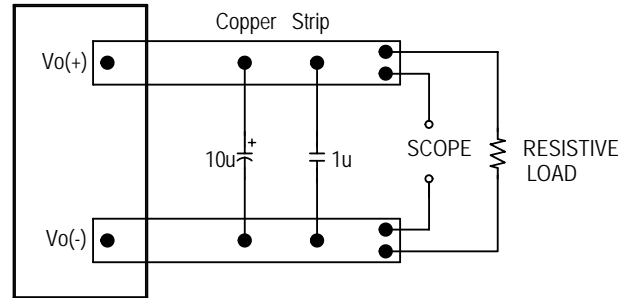 Copper Strip
Vo(+)
+
10u
1u
SCOPE
RESISTIVE
LOAD
Vo(-)